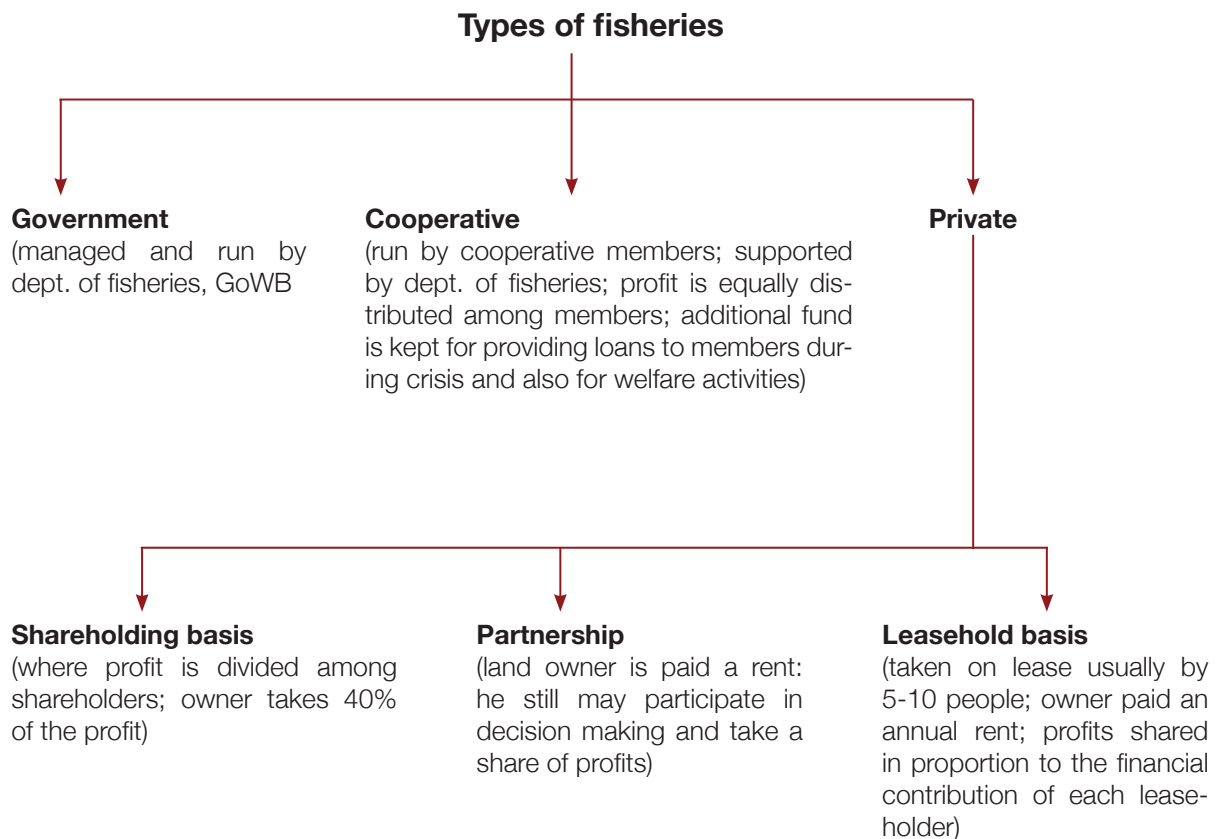 Types of fisheries
Government
(managed and run by
dept. of fisheries, GoWB
Cooperative
(run by cooperative members; supported
by dept. of fisheries; profit is equally dis-
tributed among members; additional fund
is kept for providing loans to members dur-
ing crisis and also for welfare activities)
Private
Shareholding basis
(where profit is divided among
shareholders; owner takes 40%
of the profit)
Partnership
(land owner is paid a rent:
he still may participate in
decision making and take a
share of profits)
Leasehold basis
(taken on lease usually by
5-10 people; owner paid an
annual rent; profits shared
in proportion to the financial
contribution of each lease-
holder)